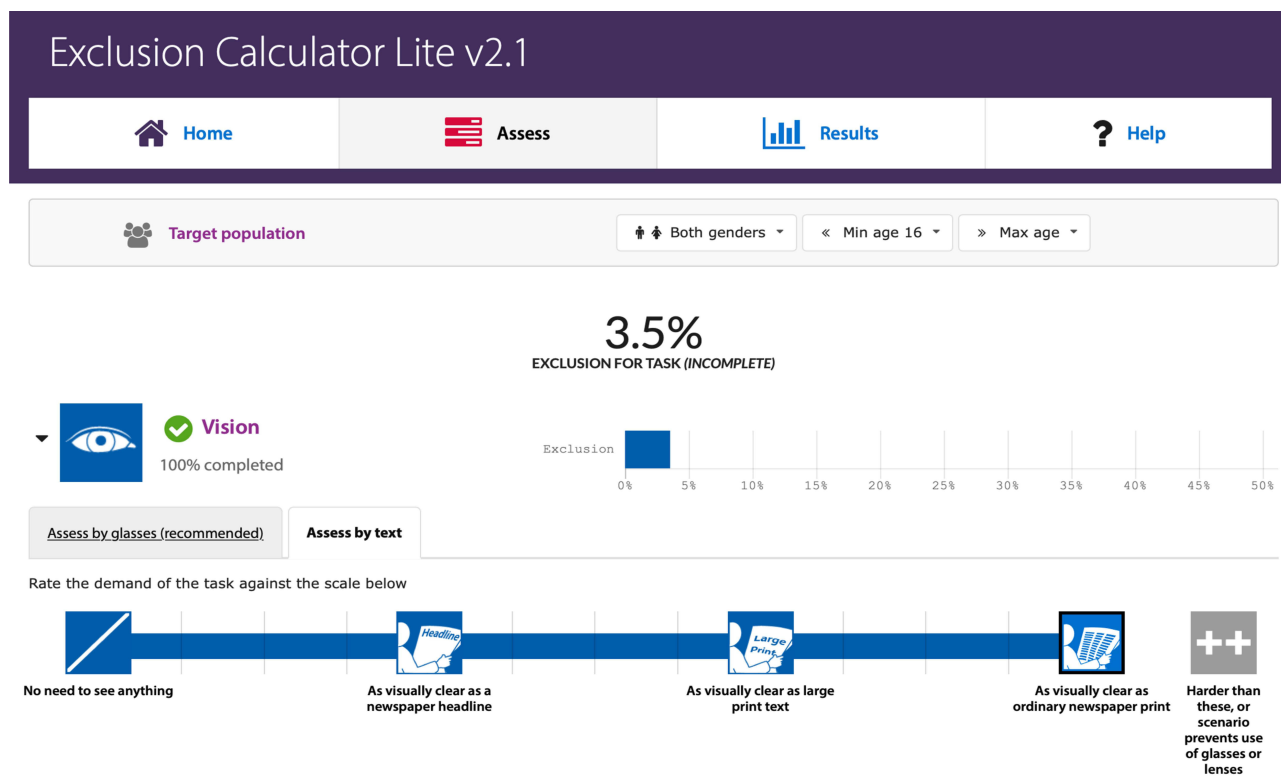 Exclusion Calculator Lite v2.1
Home
Assess
Results
? Help
Target population
Both genders
« Min age 16
» Max age
3.5%
EXCLUSION FOR TASK (INCOMPLETE)
Vision
100% completed
Exclusion
0% 5% 10% 15% 20% 25% 30% 35% 40% 45% 50%
Assess by glasses (recommended)
Assess by text
Rate the demand of the task against the scale below
Headline
Large
Print
++
No need to see anything
As visually clear as a
newspaper headline
As visually clear as large
print text
As visually clear as
ordinary newspaper print
Harder than
these, or
scenario
prevents use
of glasses or
lenses